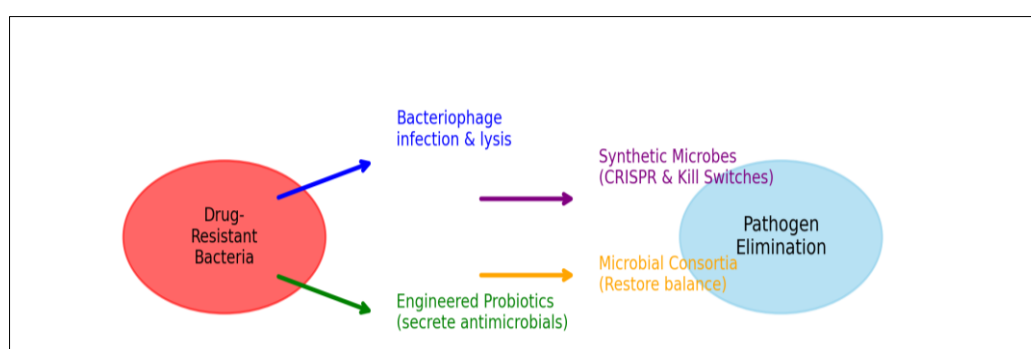 Drug-
Resistant
Bacteria
Bacteriophage
infection & lysis
Engineered Probiotics
(secrete antimicrobials)
Synthetic Microbes
(CRISPR & Kill Switches)
Microbial Consortia
(Restore balance)
Pathogen
Elimination